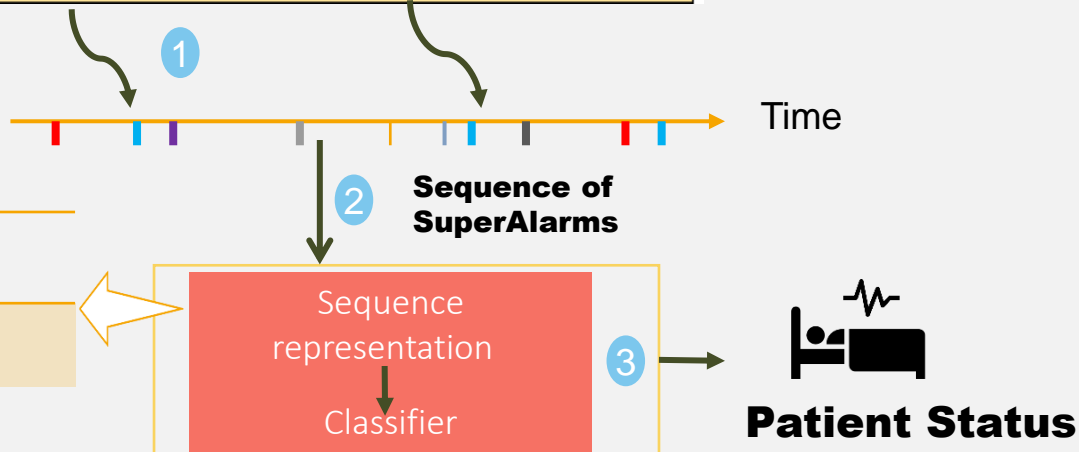 1
Time
2
Sequence of
SuperAlarms
Sequence
representation
Classifier
3
Patient Status